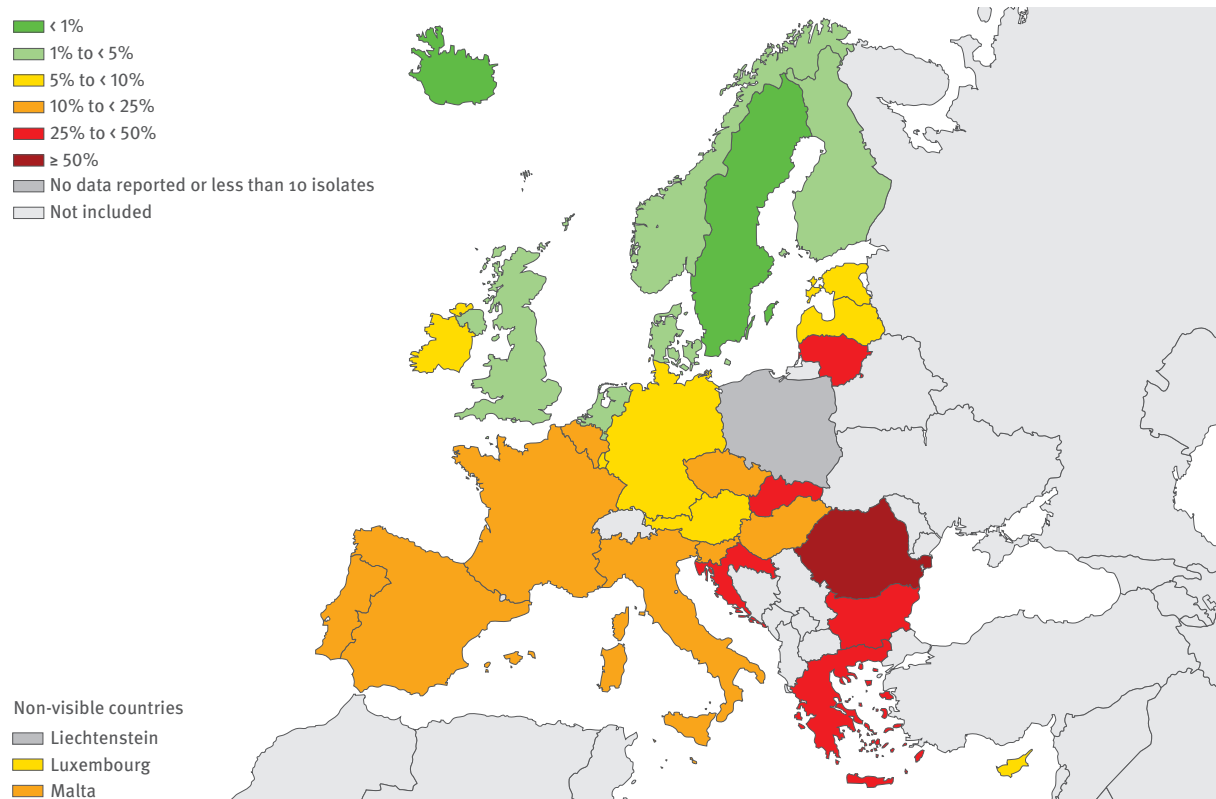 < 1%
1% to < 5%
5% to < 10%
10% to < 25%
25% to < 50%
≥ 50%
No data reported or less than 10 isolates
Not included
Non-visible countries
Liechtenstein
Luxembourg
Malta